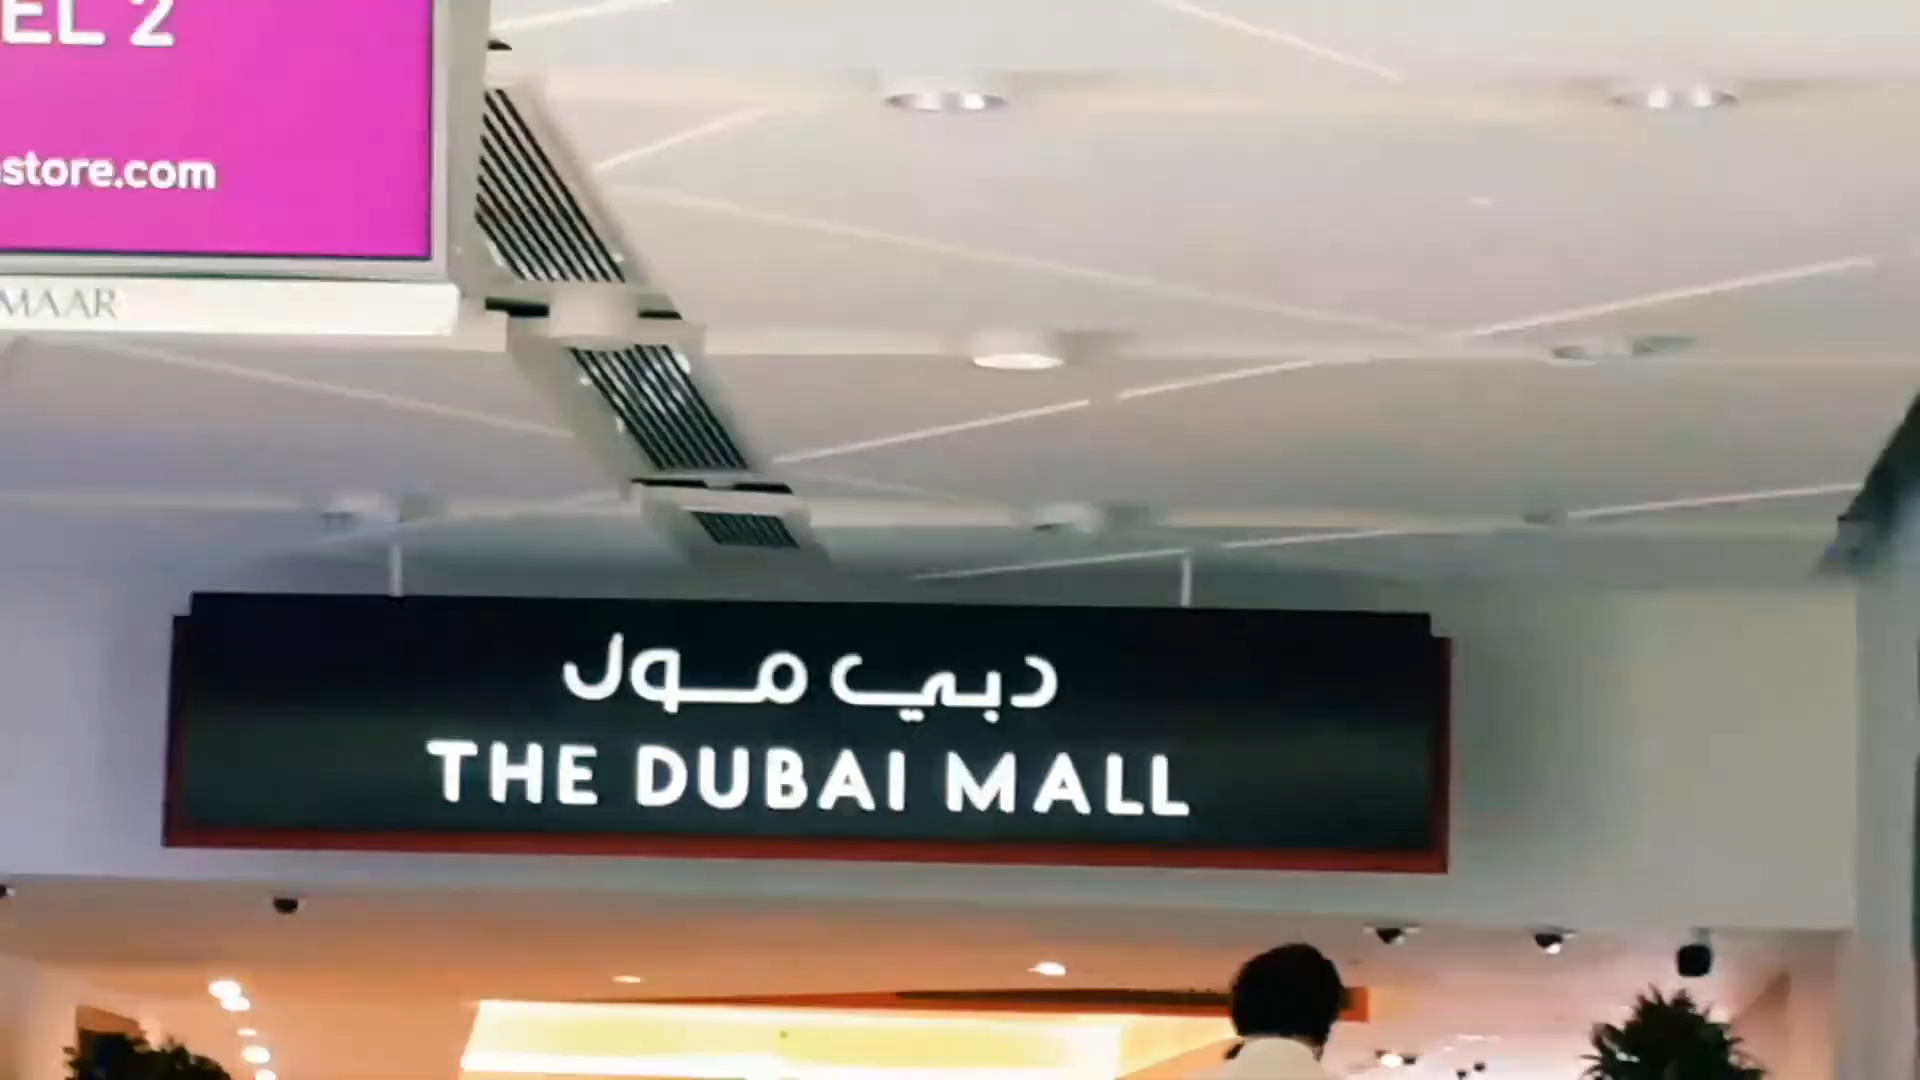 EL 2
store.com
MAAR
دبي مول
THE DUBAI MALL